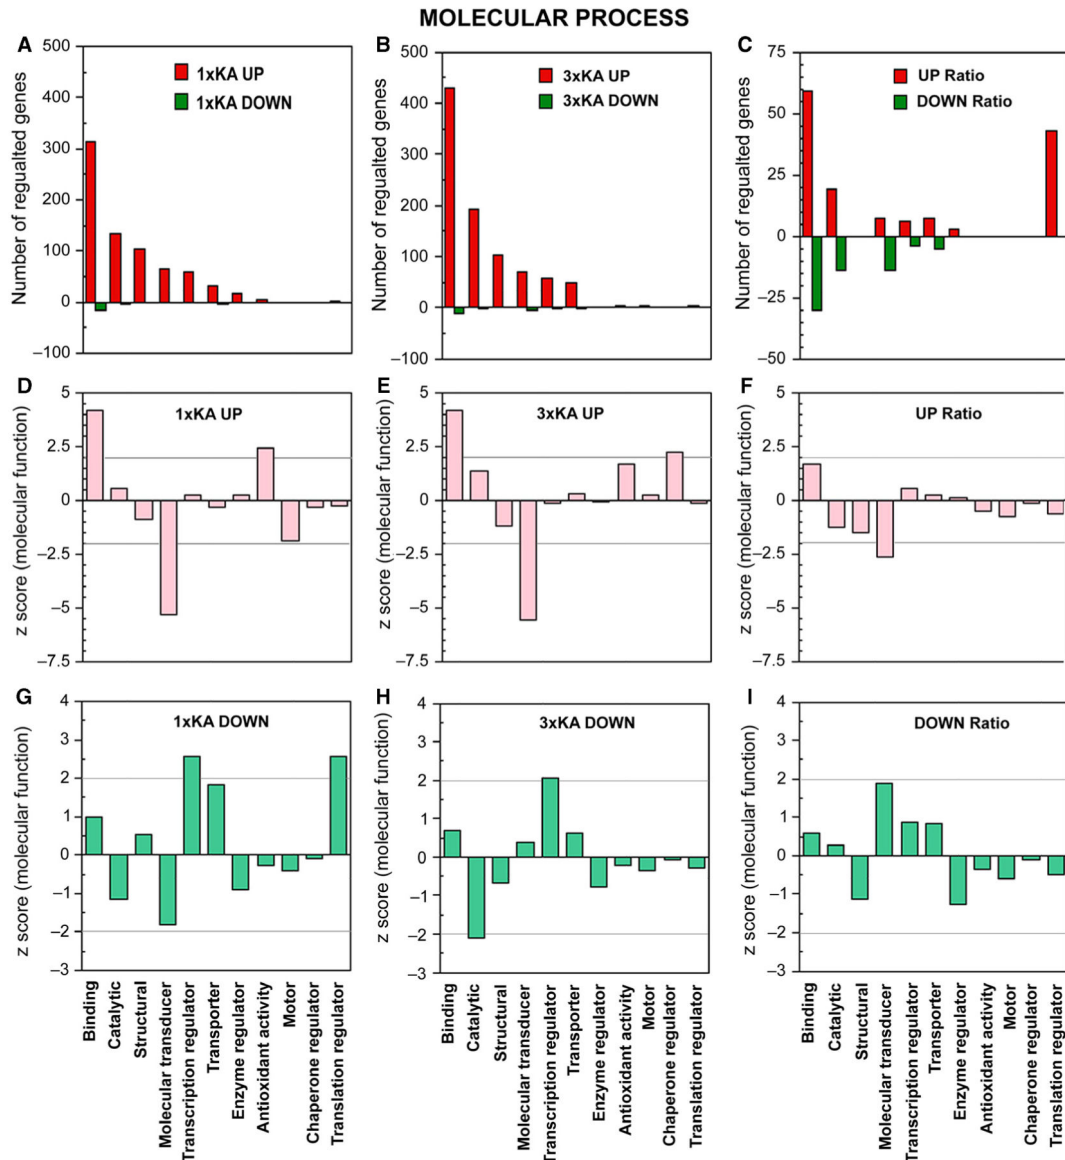 MOLECULAR PROCESS
A
500
400
300
200
100
0
–100
Number of regualted genes
1xKA UP
1xKA DOWN
B
500
400
300
200
100
0
–100
Number of regualted genes
3xKA UP
3xKA DOWN
C
75
50
25
0
–25
–50
Number of regualted genes
UP Ratio
DOWN Ratio
D
5
2.5
0
–2.5
–5
–7.5
z score (molecular function)
1xKA UP
E
5
2.5
0
–2.5
–5
–7.5
z score (molecular function)
3xKA UP
F
5
2.5
0
–2.5
–5
–7.5
z score (molecular function)
UP Ratio
G
4
3
2
1
0
–1
–2
–3
z score (molecular function)
1xKA DOWN
Binding
Catalytic
Structural
Molecular transducer
Transcription regulator
Transporter
Enzyme regulator
Antioxidant activity
Motor
Chaperone regulator
Translation regulator
H
4
3
2
1
0
–1
–2
–3
z score (molecular function)
3xKA DOWN
Binding
Catalytic
Structural
Molecular transducer
Transcription regulator
Transporter
Enzyme regulator
Antioxidant activity
Motor
Chaperone regulator
Translation regulator
I
4
3
2
1
0
–1
–2
–3
z score (molecular function)
DOWN Ratio
Binding
Catalytic
Structural
Molecular transducer
Transcription regulator
Transporter
Enzyme regulator
Antioxidant activity
Motor
Chaperone regulator
Translation regulator